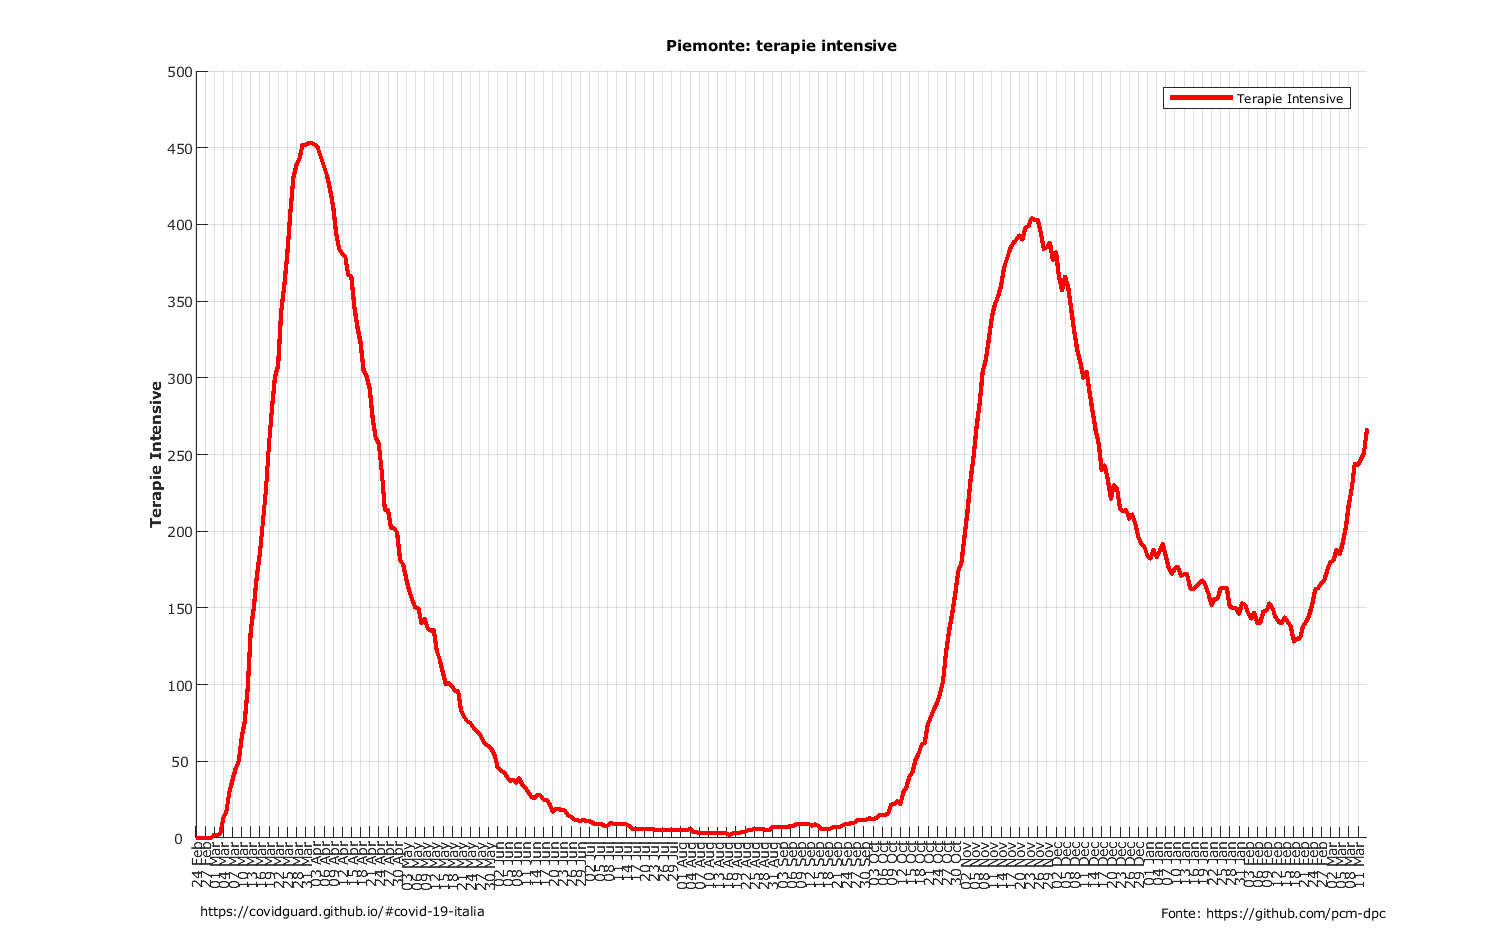 Piemonte: terapie intensive
Terapie Intensive
500
450
400
350
300
250
200
150
100
50
0
Terapie Intensive
24 Feb
27 Feb
01 Mar
04 Mar
07 Mar
10 Mar
13 Mar
16 Mar
19 Mar
22 Mar
25 Mar
28 Mar
31 Mar
03 Apr
06 Apr
09 Apr
12 Apr
15 Apr
18 Apr
21 Apr
24 Apr
27 Apr
30 Apr
03 May
06 May
09 May
12 May
15 May
18 May
21 May
24 May
27 May
30 May
02 Jun
05 Jun
08 Jun
11 Jun
14 Jun
17 Jun
20 Jun
23 Jun
26 Jun
29 Jun
02 Jul
05 Jul
08 Jul
11 Jul
14 Jul
17 Jul
20 Jul
23 Jul
26 Jul
29 Jul
01 Aug
04 Aug
07 Aug
10 Aug
13 Aug
16 Aug
19 Aug
22 Aug
25 Aug
28 Aug
31 Aug
03 Sep
06 Sep
09 Sep
12 Sep
15 Sep
18 Sep
21 Sep
24 Sep
27 Sep
30 Sep
03 Oct
06 Oct
09 Oct
12 Oct
15 Oct
18 Oct
21 Oct
24 Oct
27 Oct
30 Oct
02 Nov
05 Nov
08 Nov
11 Nov
14 Nov
17 Nov
20 Nov
23 Nov
26 Nov
29 Nov
02 Dec
05 Dec
08 Dec
11 Dec
14 Dec
17 Dec
20 Dec
23 Dec
26 Dec
29 Dec
01 Jan
04 Jan
07 Jan
10 Jan
13 Jan
16 Jan
19 Jan
22 Jan
25 Jan
28 Jan
31 Jan
03 Feb
06 Feb
09 Feb
12 Feb
15 Feb
18 Feb
21 Feb
24 Feb
27 Feb
02 Mar
05 Mar
08 Mar
11 Mar
https://covidguard.github.io/#covid-19-italia
Fonte: https://github.com/pcm-dpc